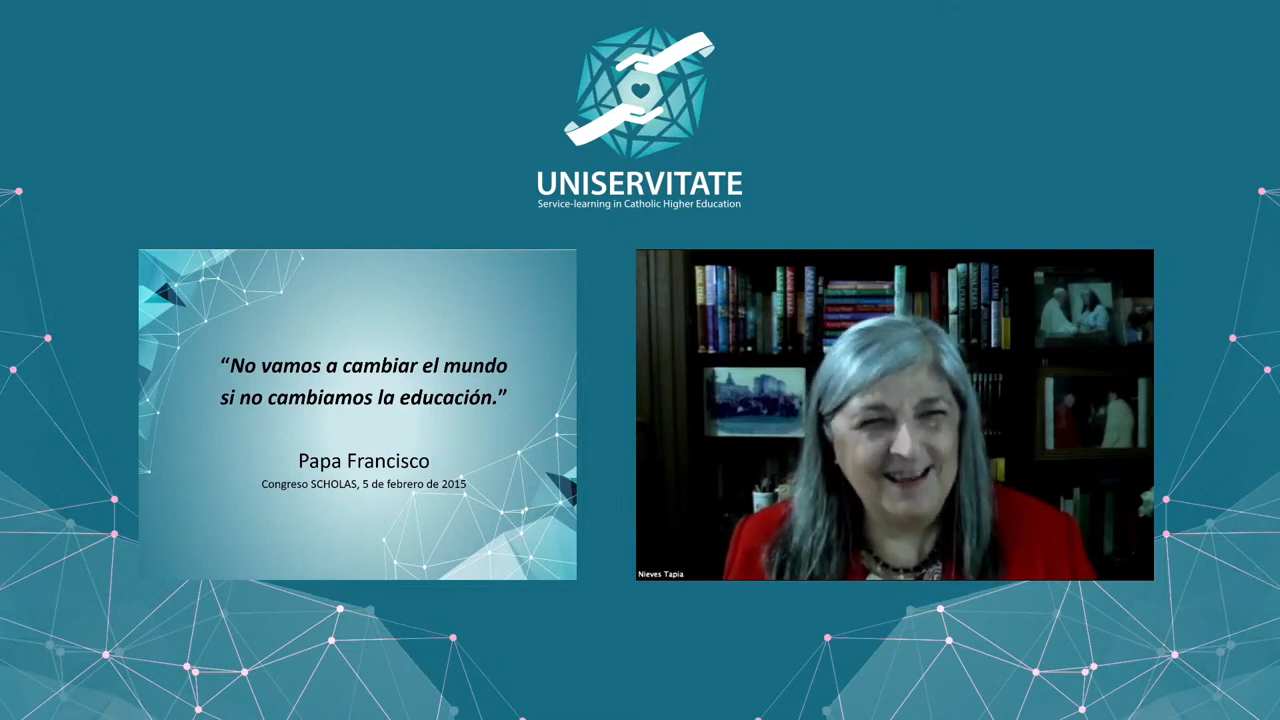 UNISERVITATE
Service-learning in Catholic Higher Education
“No vamos a cambiar el mundo
si no cambiamos la educación.”
Papa Francisco
Congreso SCHOLAS, 5 de febrero de 2015
Nieves Tapia